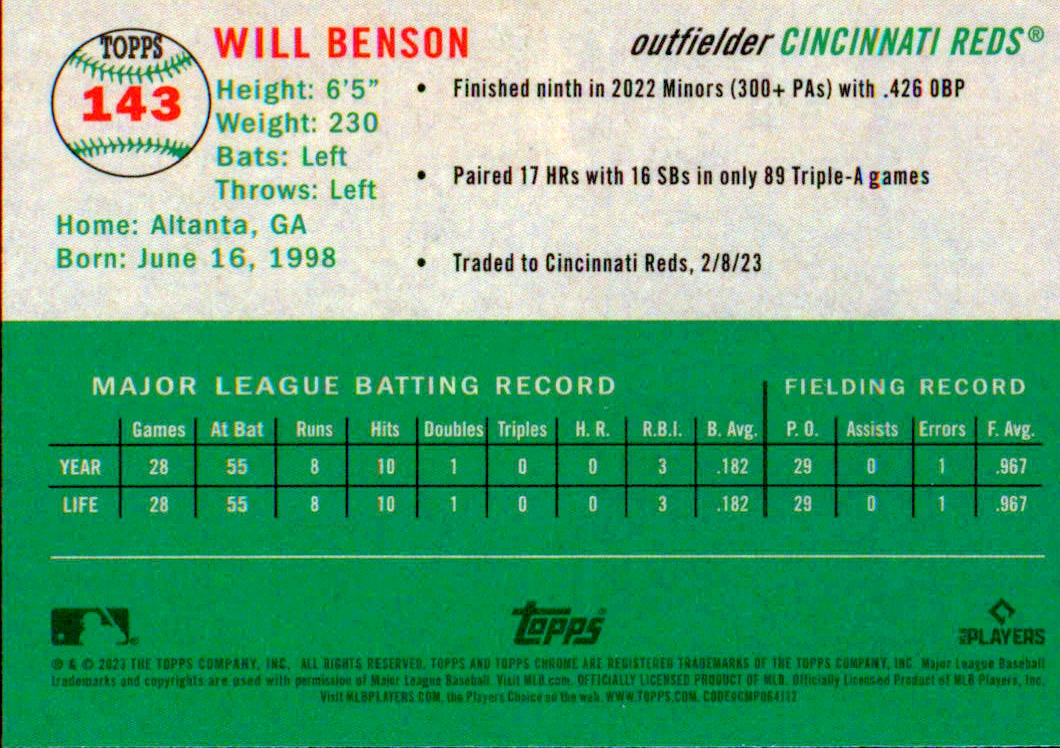 TOPPS
143
WILL BENSON
outfielder CINCINNATI REDS®
Height: 6'5"
Weight: 230
Bats: Left
Throws: Left
Home: Altanta, GA
Born: June 16, 1998
• Finished ninth in 2022 Minors (300+ PAs) with .426 OBP
• Paired 17 HRs with 16 SBs in only 89 Triple-A games
• Traded to Cincinnati Reds, 2/8/23
MAJOR LEAGUE BATTING RECORD FIELDING RECORD
Games At Bat Runs Hits Doubles Triples H. R. R.B.I. B. Avg. P. O. Assists Errors F. Avg.
YEAR 28 55 8 10 1 0 0 3 .182 29 0 1 .967
LIFE 28 55 8 10 1 0 0 3 .182 29 0 1 .967
topps
PLAYERS
® & © 2023 THE TOPPS COMPANY, INC. ALL RIGHTS RESERVED. TOPPS AND TOPPS CHROME ARE REGISTERED TRADEMARKS OF THE TOPPS COMPANY, INC. Major League Baseball
trademarks and copyrights are used with permission of Major League Baseball. Visit MLB.com. OFFICIALLY LICENSED PRODUCT OF MLB. Officially Licensed Product of MLB Players, Inc.
Visit MLBPLAYERS.COM, the Players Choice on the web. WWW.TOPPS.COM.